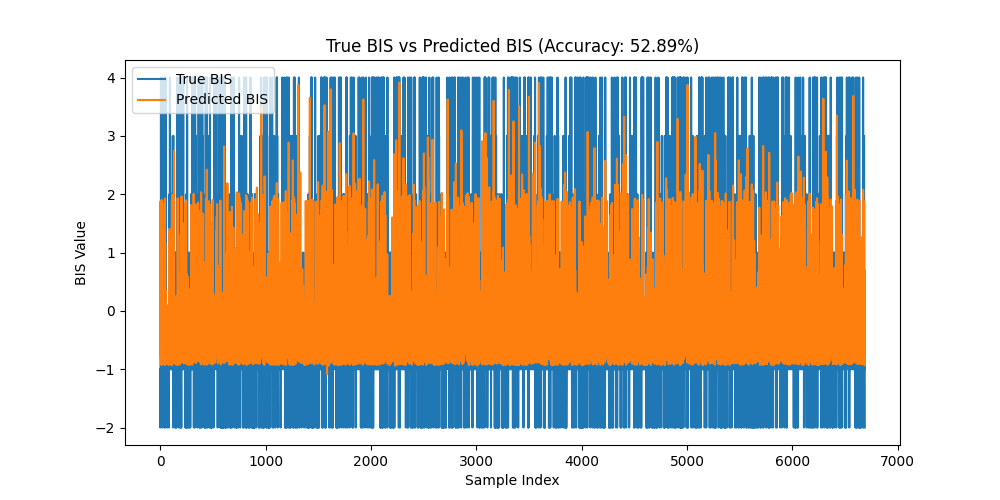 True BIS vs Predicted BIS (Accuracy: 52.89%)
True BIS
Predicted BIS
BIS Value
4
3
2
1
0
−1
−2
0 1000 2000 3000 4000 5000 6000 7000
Sample Index